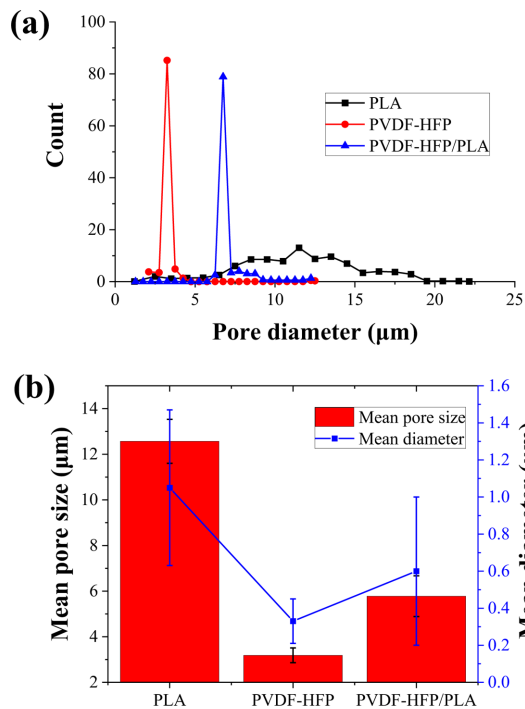 (a)
100
80
60
40
20
0
Count
PLA
PVDF-HFP
PVDF-HFP/PLA
0 5 10 15 20 25
Pore diameter (μm)
(b)
14
12
10
8
6
4
2
Mean pore size (μm)
Mean pore size
Mean diameter
1.6
1.4
1.2
1.0
0.8
0.6
0.4
0.2
0.0
Mean diameter
PLA PVDF-HFP PVDF-HFP/PLA